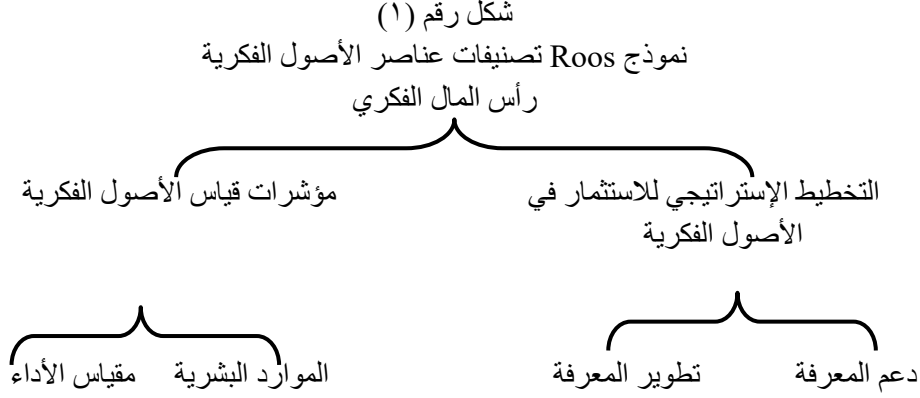 شكل رقم (١)
نموذج Roos تصنيفات عناصر الأصول الفكرية
رأس المال الفكري
التخطيط الإستراتيجي للاستثمار في
الأصول الفكرية
مؤشرات قياس الأصول الفكرية
دعم المعرفة
تطوير المعرفة
الموارد البشرية
مقياس الأداء